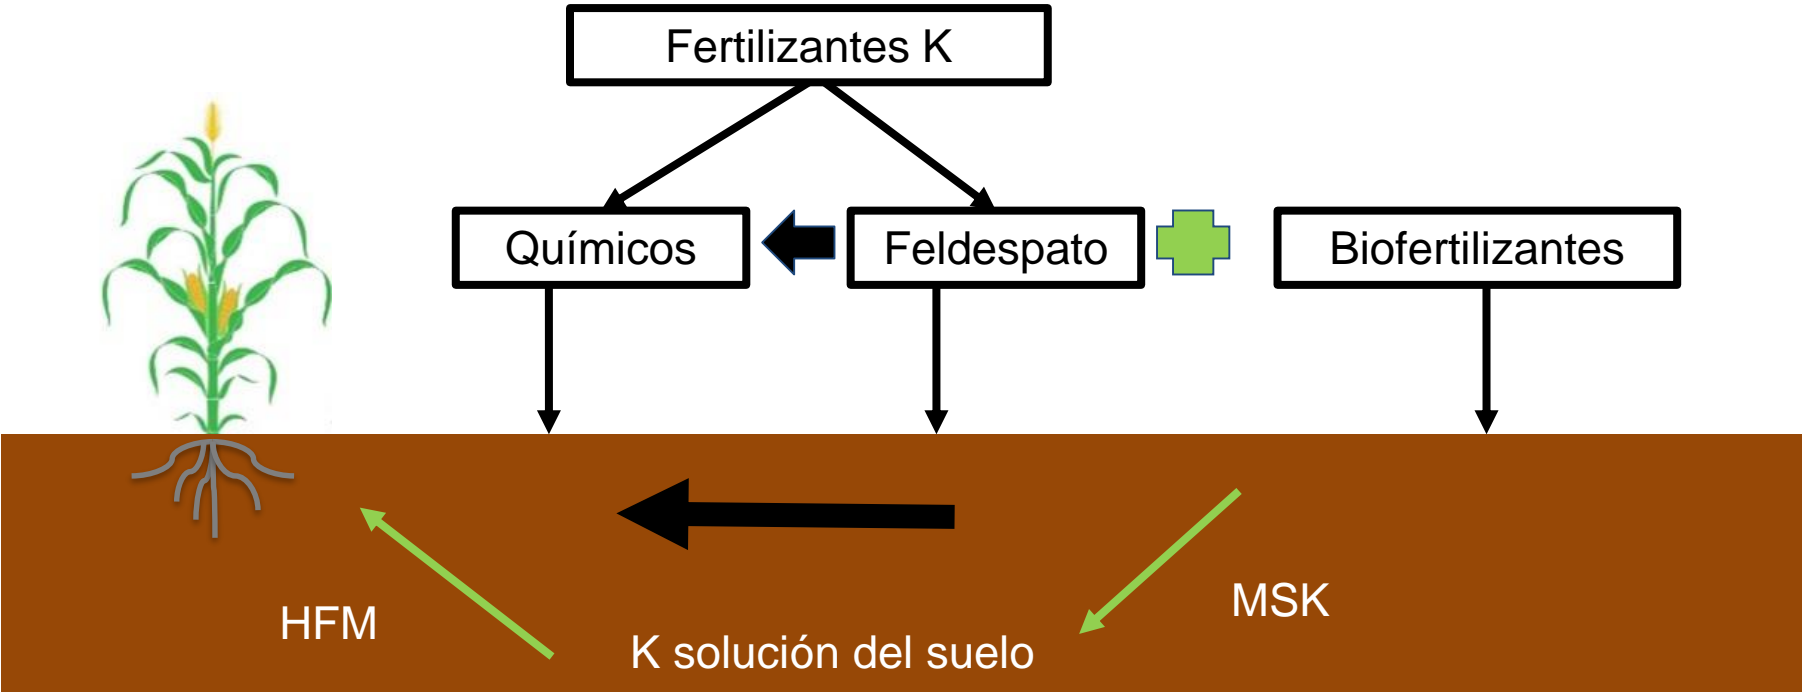 Fertilizantes K
Químicos
Feldespato
Biofertilizantes
MSK
HFM
K solución del suelo